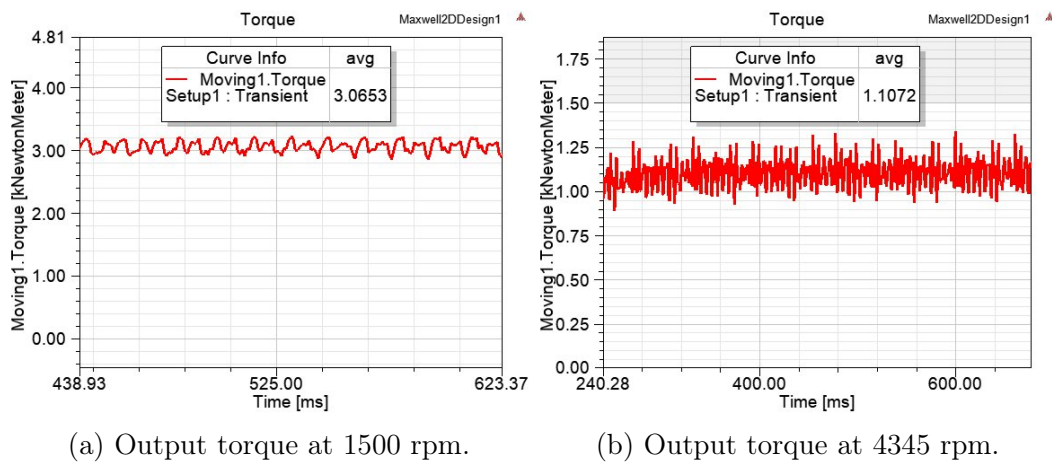 Torque
Maxwell2DDesign1
4.81
4.00
3.00
2.00
1.00
0.00
Moving1.Torque [kNewtonMeter]
Curve Info avg
Moving1.Torque
Setup1 : Transient 3.0653
438.93 525.00 623.37
Time [ms]
(a) Output torque at 1500 rpm.
Torque
Maxwell2DDesign1
1.75
1.50
1.25
1.00
0.75
0.50
0.25
0.00
Moving1.Torque [kNewtonMeter]
Curve Info avg
Moving1.Torque
Setup1 : Transient 1.1072
240.28 400.00 600.00
Time [ms]
(b) Output torque at 4345 rpm.